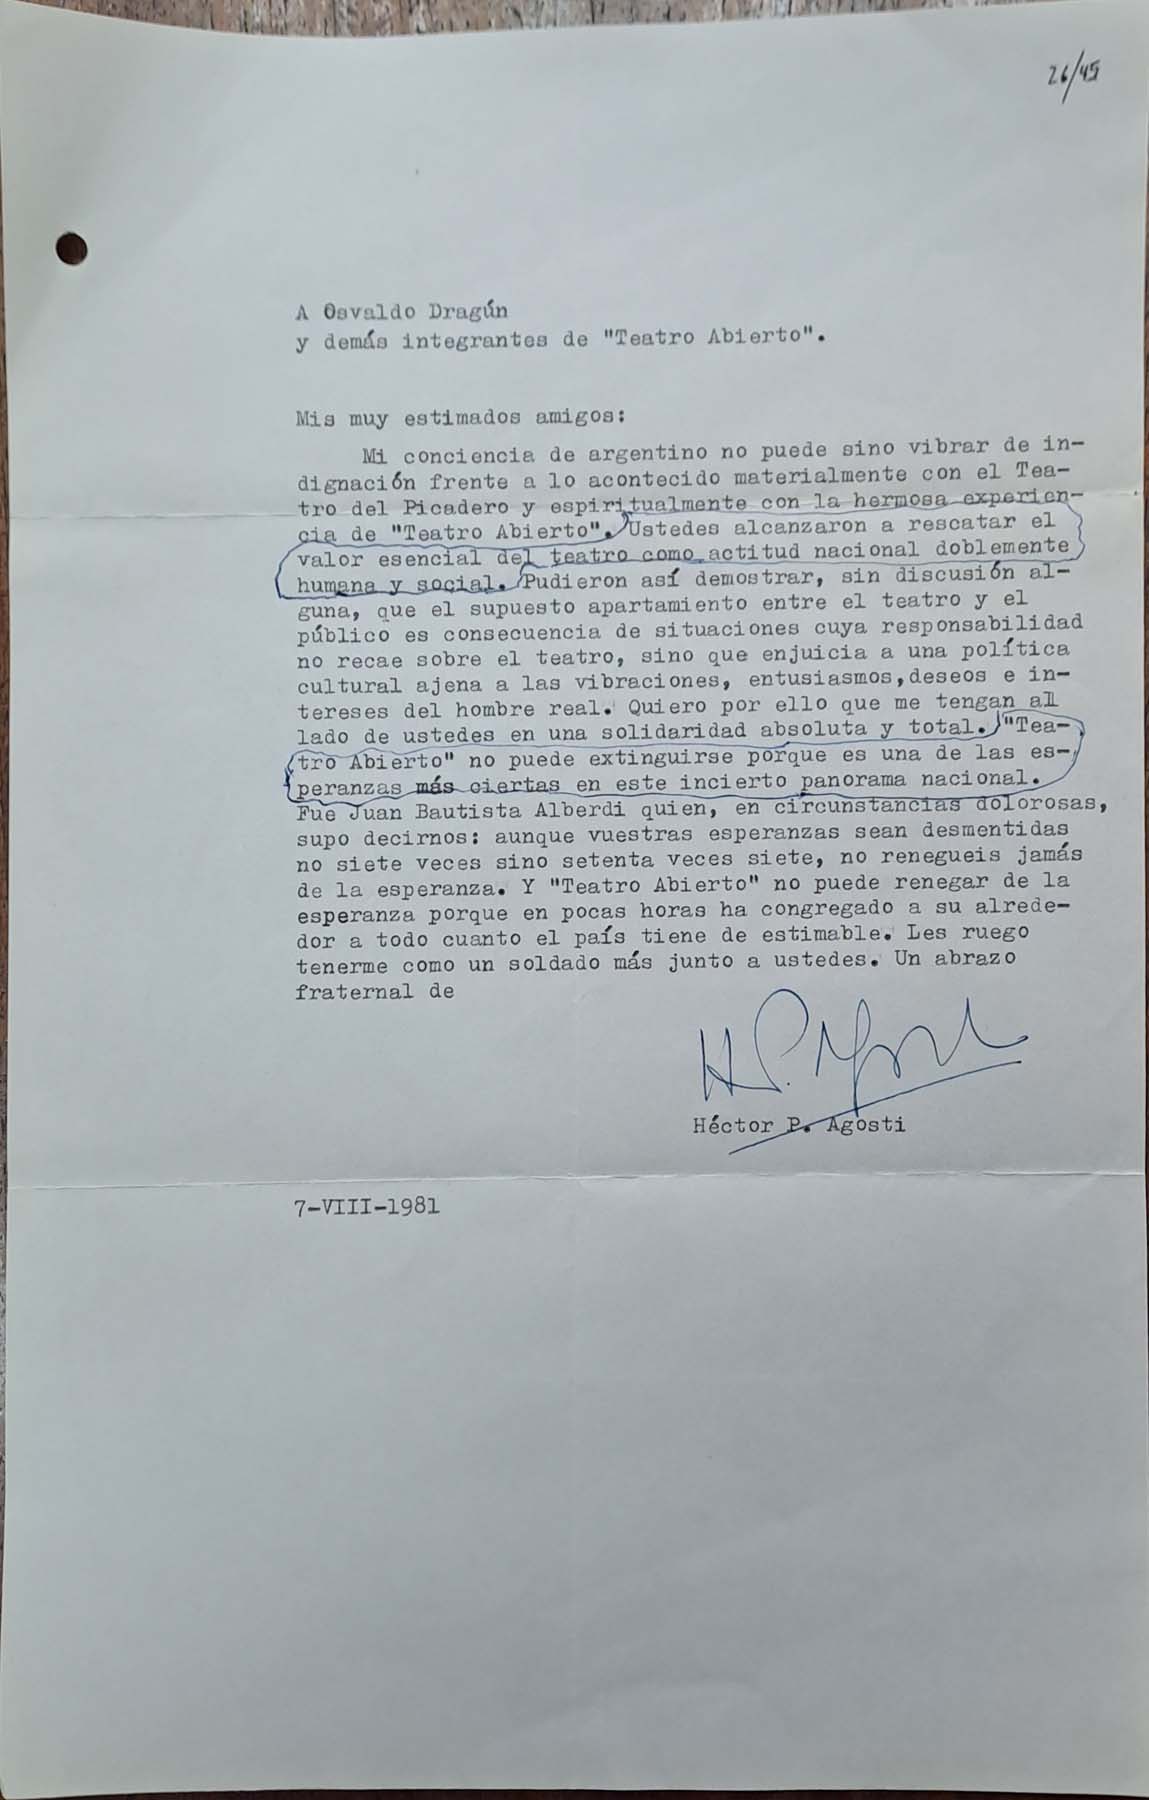 26/45
A Osvaldo Dragún
y demás integrantes de "Teatro Abierto".
Mis muy estimados amigos:
Mi conciencia de argentino no puede sino vibrar de in-
dignación frente a lo acontecido materialmente con el Tea-
tro del Picadero y espiritualmente con la hermosa experien-
cia de "Teatro Abierto". Ustedes alcanzaron a rescatar el
valor esencial del teatro como actitud nacional doblemente
humana y social. Pudieron así demostrar, sin discusión al-
guna, que el supuesto apartamiento entre el teatro y el
público es consecuencia de situaciones cuya responsabilidad
no recae sobre el teatro, sino que enjuicia a una política
cultural ajena a las vibraciones, entusiasmos,deseos e in-
tereses del hombre real. Quiero por ello que me tengan al
lado de ustedes en una solidaridad absoluta y total. "Tea-
tro Abierto" no puede extinguirse porque es una de las es-
peranzas más ciertas en este incierto panorama nacional.
Fue Juan Bautista Alberdi quien, en circunstancias dolorosas,
supo decirnos: aunque vuestras esperanzas sean desmentidas
no siete veces sino setenta veces siete, no renegueis jamás
de la esperanza. Y "Teatro Abierto" no puede renegar de la
esperanza porque en pocas horas ha congregado a su alrede-
dor a todo cuanto el país tiene de estimable. Les ruego
tenerme como un soldado más junto a ustedes. Un abrazo
fraternal de
H. P. Agosti
Héctor P. Agosti
7-VIII-1981